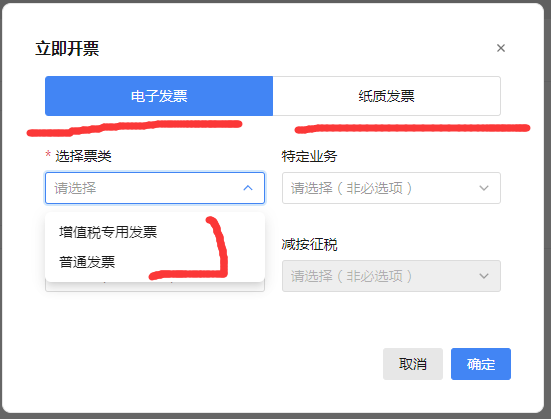 立即开票
电子发票 纸质发票
* 选择票类 特定业务
请选择 请选择（非必选项）
增值税专用发票
普通发票
减按征税
请选择（非必选项）
取消 确定